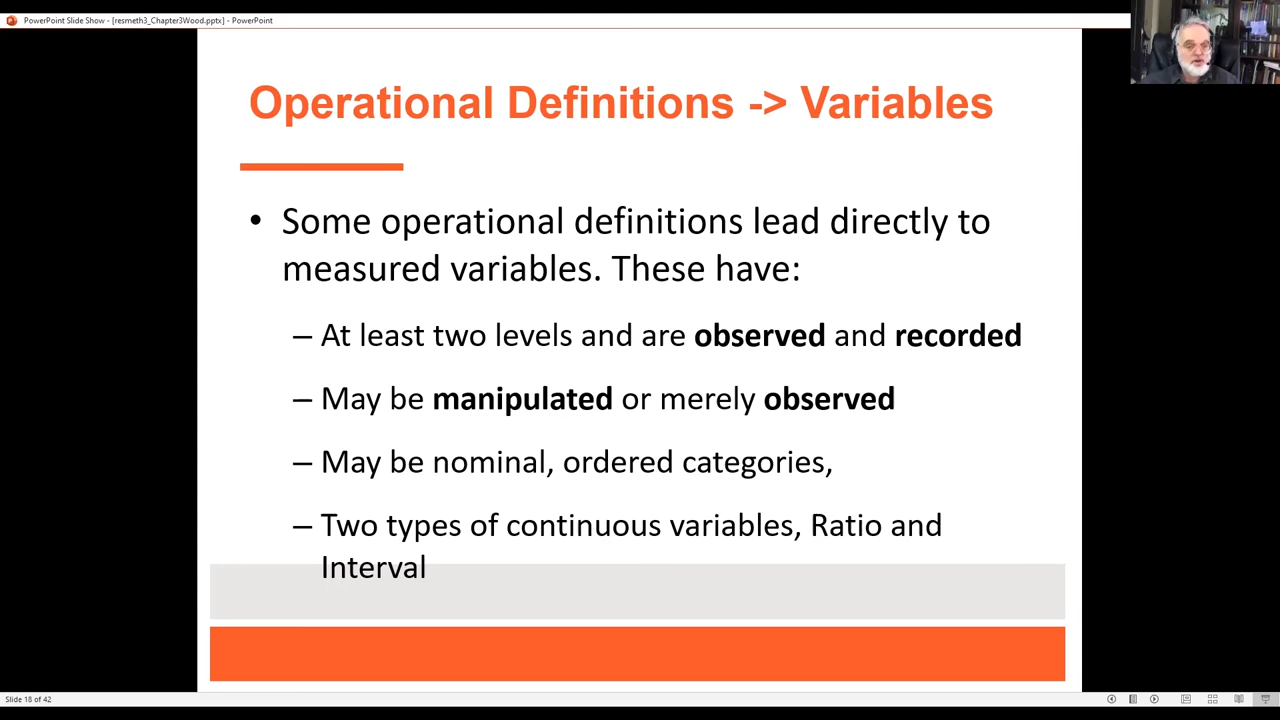 PowerPoint Slide Show - [resmeth3_Chapter3Wood.pptx] - PowerPoint
Operational Definitions -> Variables
• Some operational definitions lead directly to
measured variables. These have:
– At least two levels and are observed and recorded
– May be manipulated or merely observed
– May be nominal, ordered categories,
– Two types of continuous variables, Ratio and
Interval
Slide 18 of 42